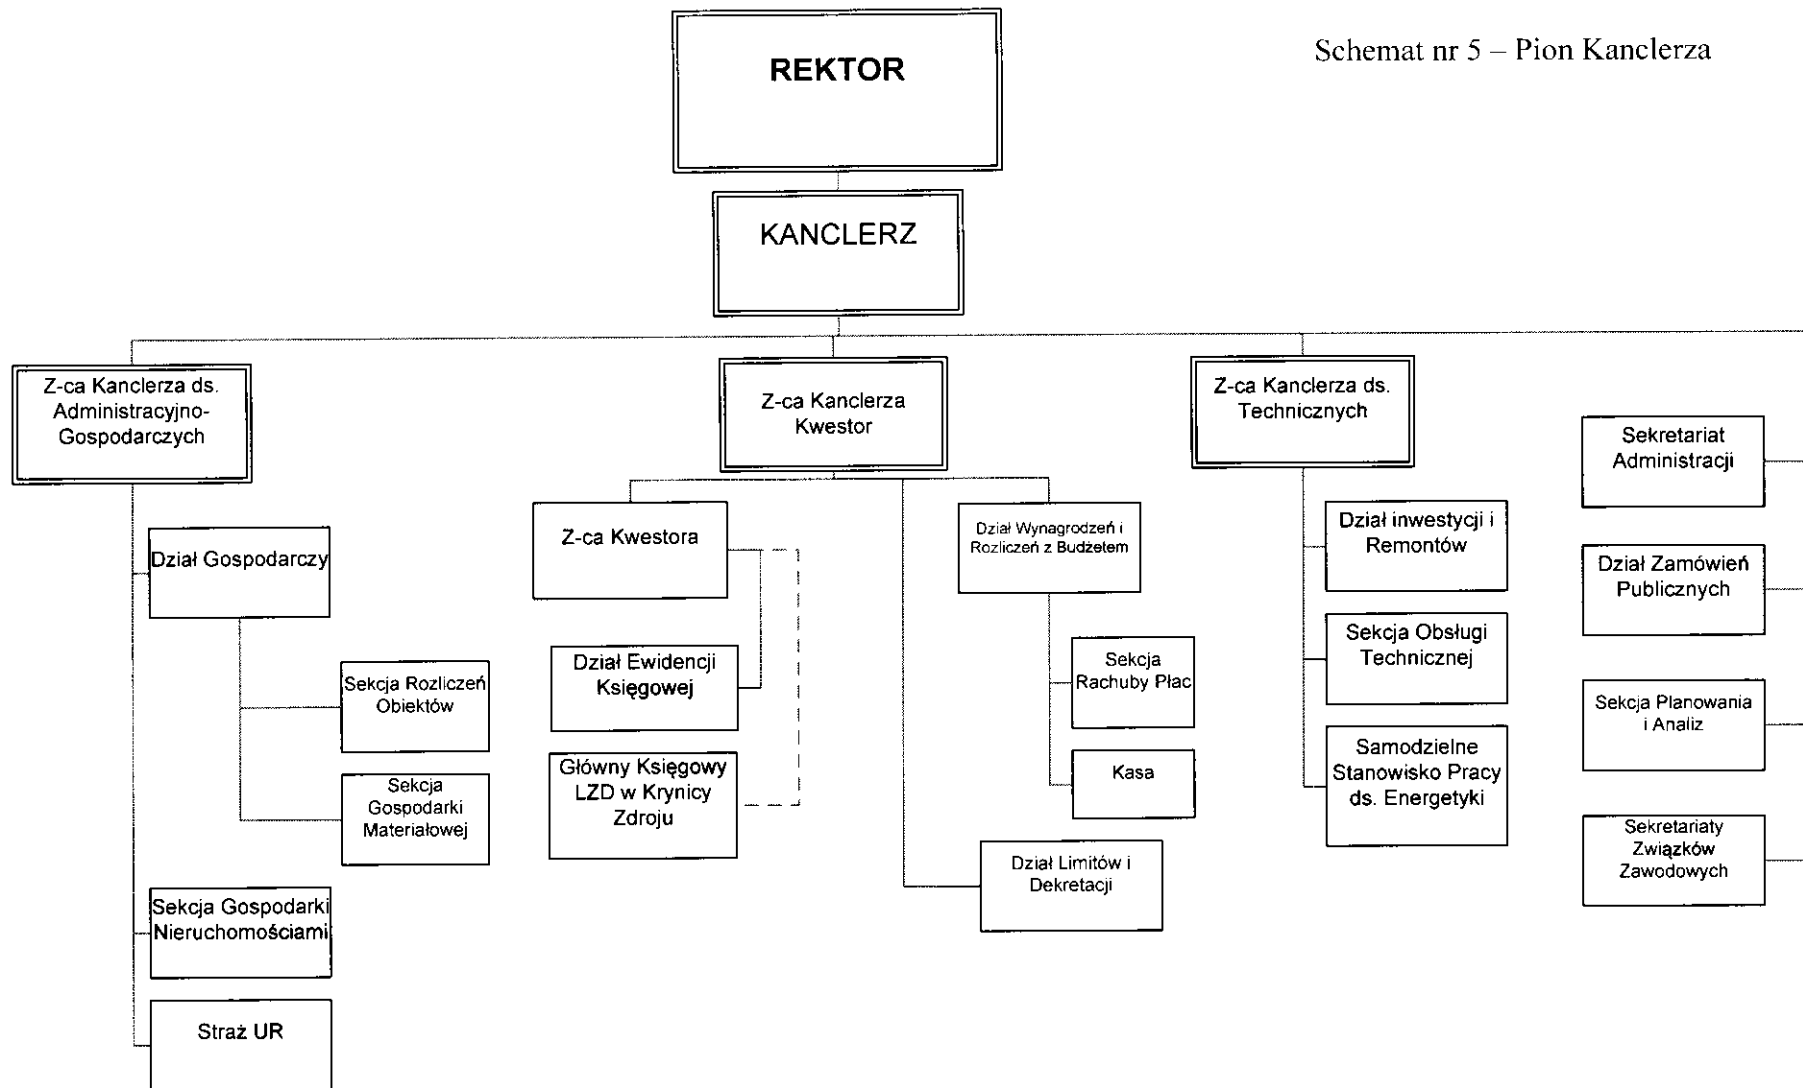 Schemat nr 5 – Pion Kanclerza
REKTOR
KANCLERZ
Z-ca Kanclerza ds.
Administracyjno-
Gospodarczych
Z-ca Kanclerza
Kwestor
Z-ca Kanclerza ds.
Technicznych
Dział Gospodarczy
Sekcja Rozliczeń
Obiektów
Sekcja
Gospodarki
Materiałowej
Sekcja Gospodarki
Nieruchomościami
Straż UR
Z-ca Kwestora
Dział Ewidencji
Księgowej
Główny Księgowy
LZD w Krynicy
Zdroju
Dział Wynagrodzeń i
Rozliczeń z Budżetem
Sekcja
Rachuby Płac
Kasa
Dział Limitów i
Dekretacji
Dział inwestycji i
Remontów
Sekcja Obsługi
Technicznej
Samodzielne
Stanowisko Pracy
ds. Energetyki
Sekretariat
Administracji
Dział Zamówień
Publicznych
Sekcja Planowania
i Analiz
Sekretariaty
Związków
Zawodowych